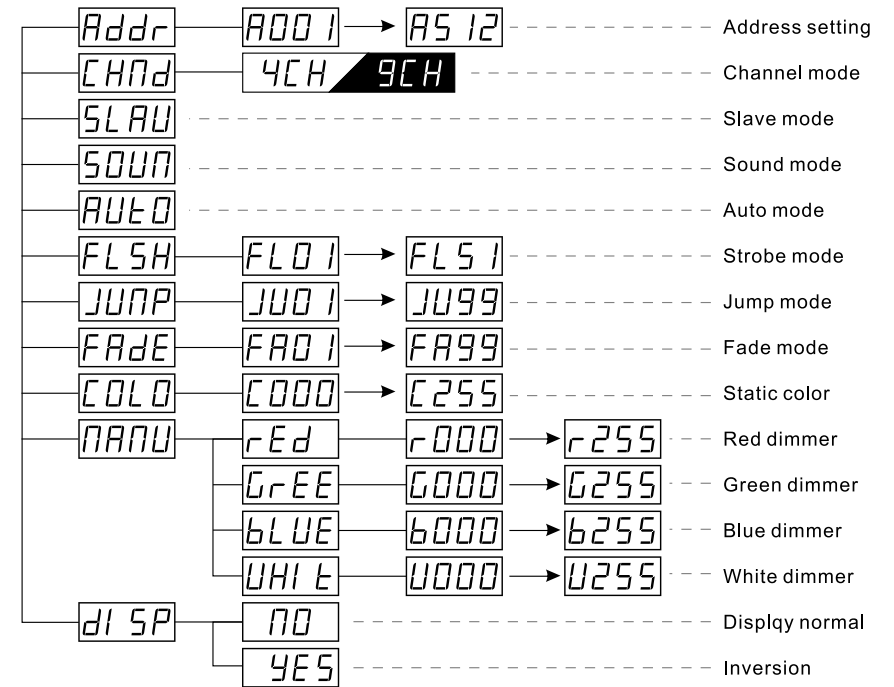 Addr A001 A512 Address setting
CHMd 4CH 9CH Channel mode
SLAU Slave mode
SOUN Sound mode
AUtO Auto mode
FLSH FL01 FLS1 Strobe mode
JUMP JU01 JU99 Jump mode
FAdE FA01 FA99 Fade mode
COLO C000 C255 Static color
MANU rEd r000 r255 Red dimmer
GrEE G000 G255 Green dimmer
bLUE b000 b255 Blue dimmer
UHIt U000 U255 White dimmer
dISP NO Displqy normal
YES Inversion